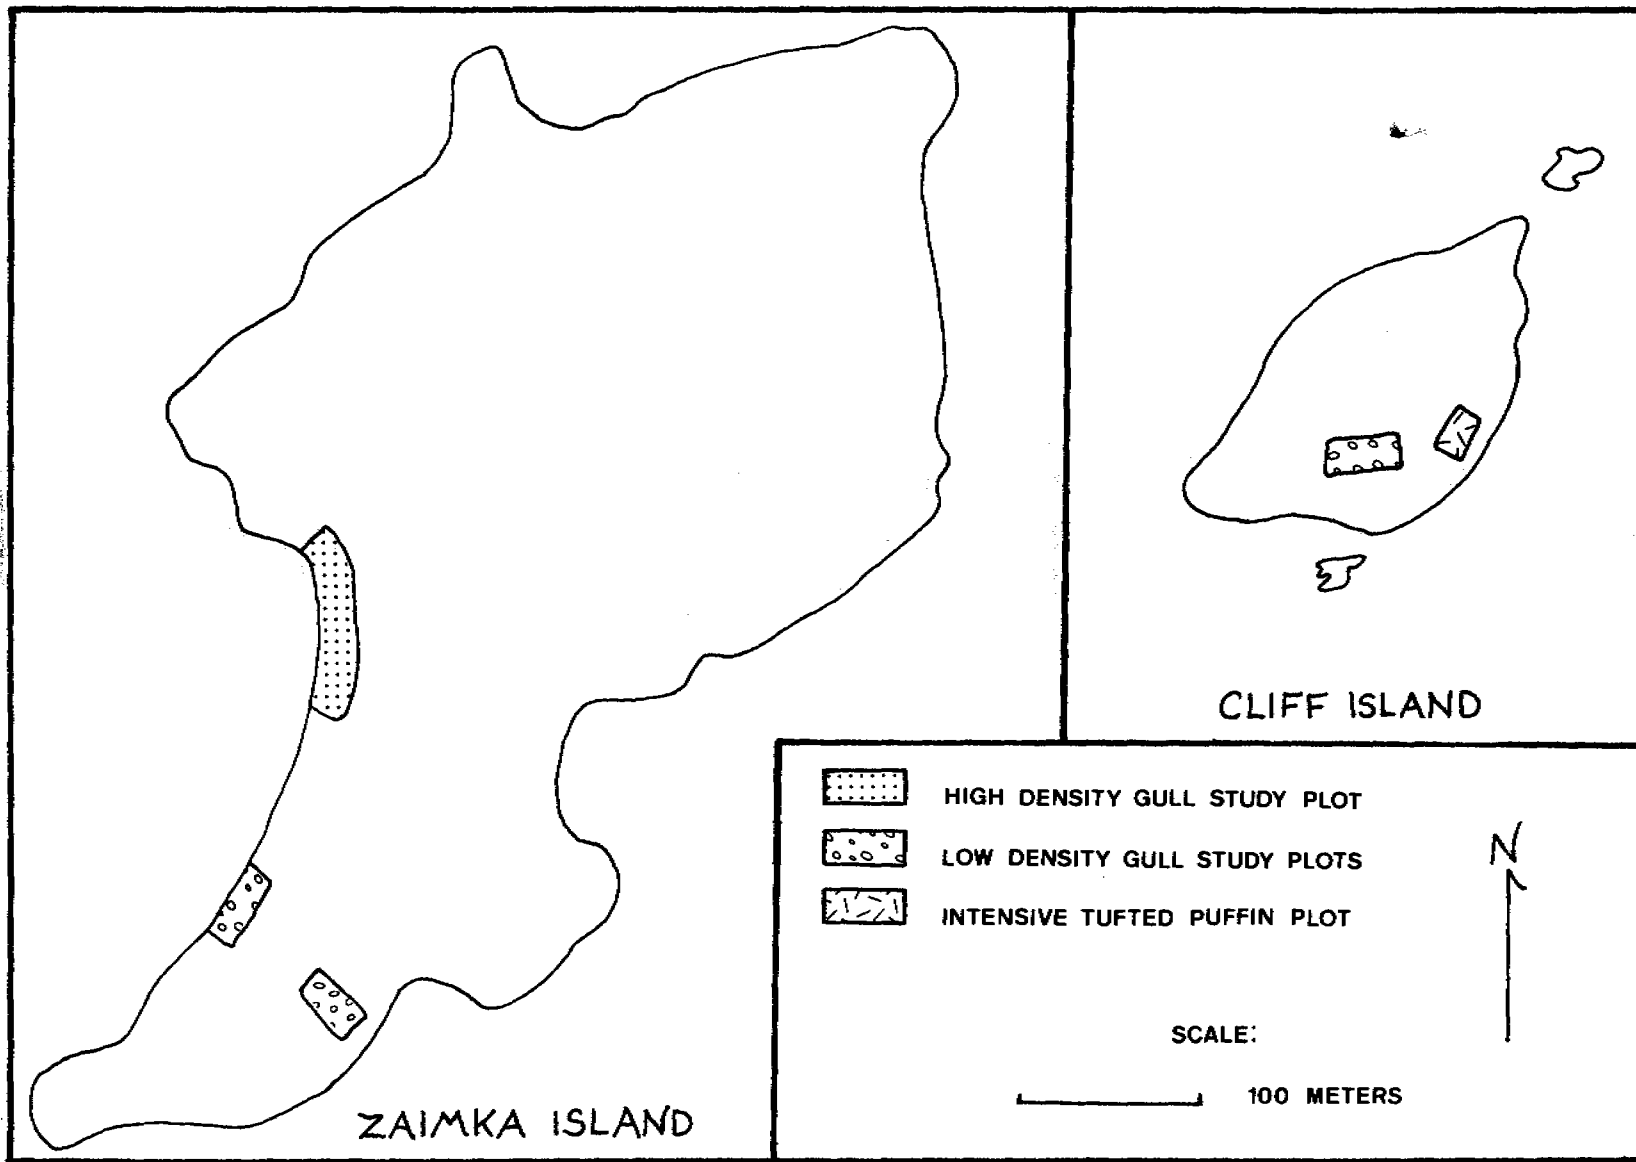 ZAIMKA ISLAND
CLIFF ISLAND
HIGH DENSITY GULL STUDY PLOT
LOW DENSITY GULL STUDY PLOTS
INTENSIVE TUFTED PUFFIN PLOT
N
SCALE:
100 METERS